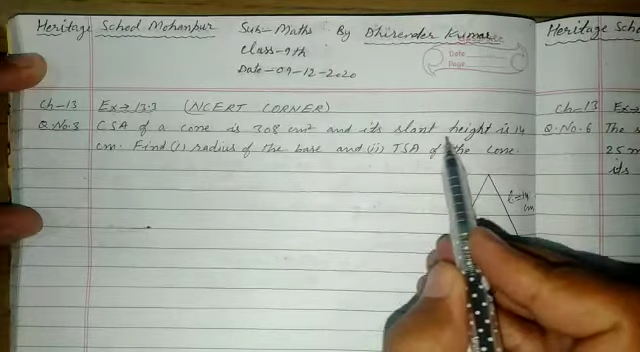 Heritage School Mohanpur Sub- Maths By Dhirender Kumar
Class-9th
Date-09-12-2020
Date
Page
Ch-13 Ex-> 13.3 (NCERT CORNER)
Q.No.3 CSA of a cone is 308 cm² and its slant height is 14
cm. Find (i) radius of the base and (ii) TSA of the cone.
l=14
cm
Heritage Scho
Ch-13 Ex->
Q.No.6 The s
25 m
its